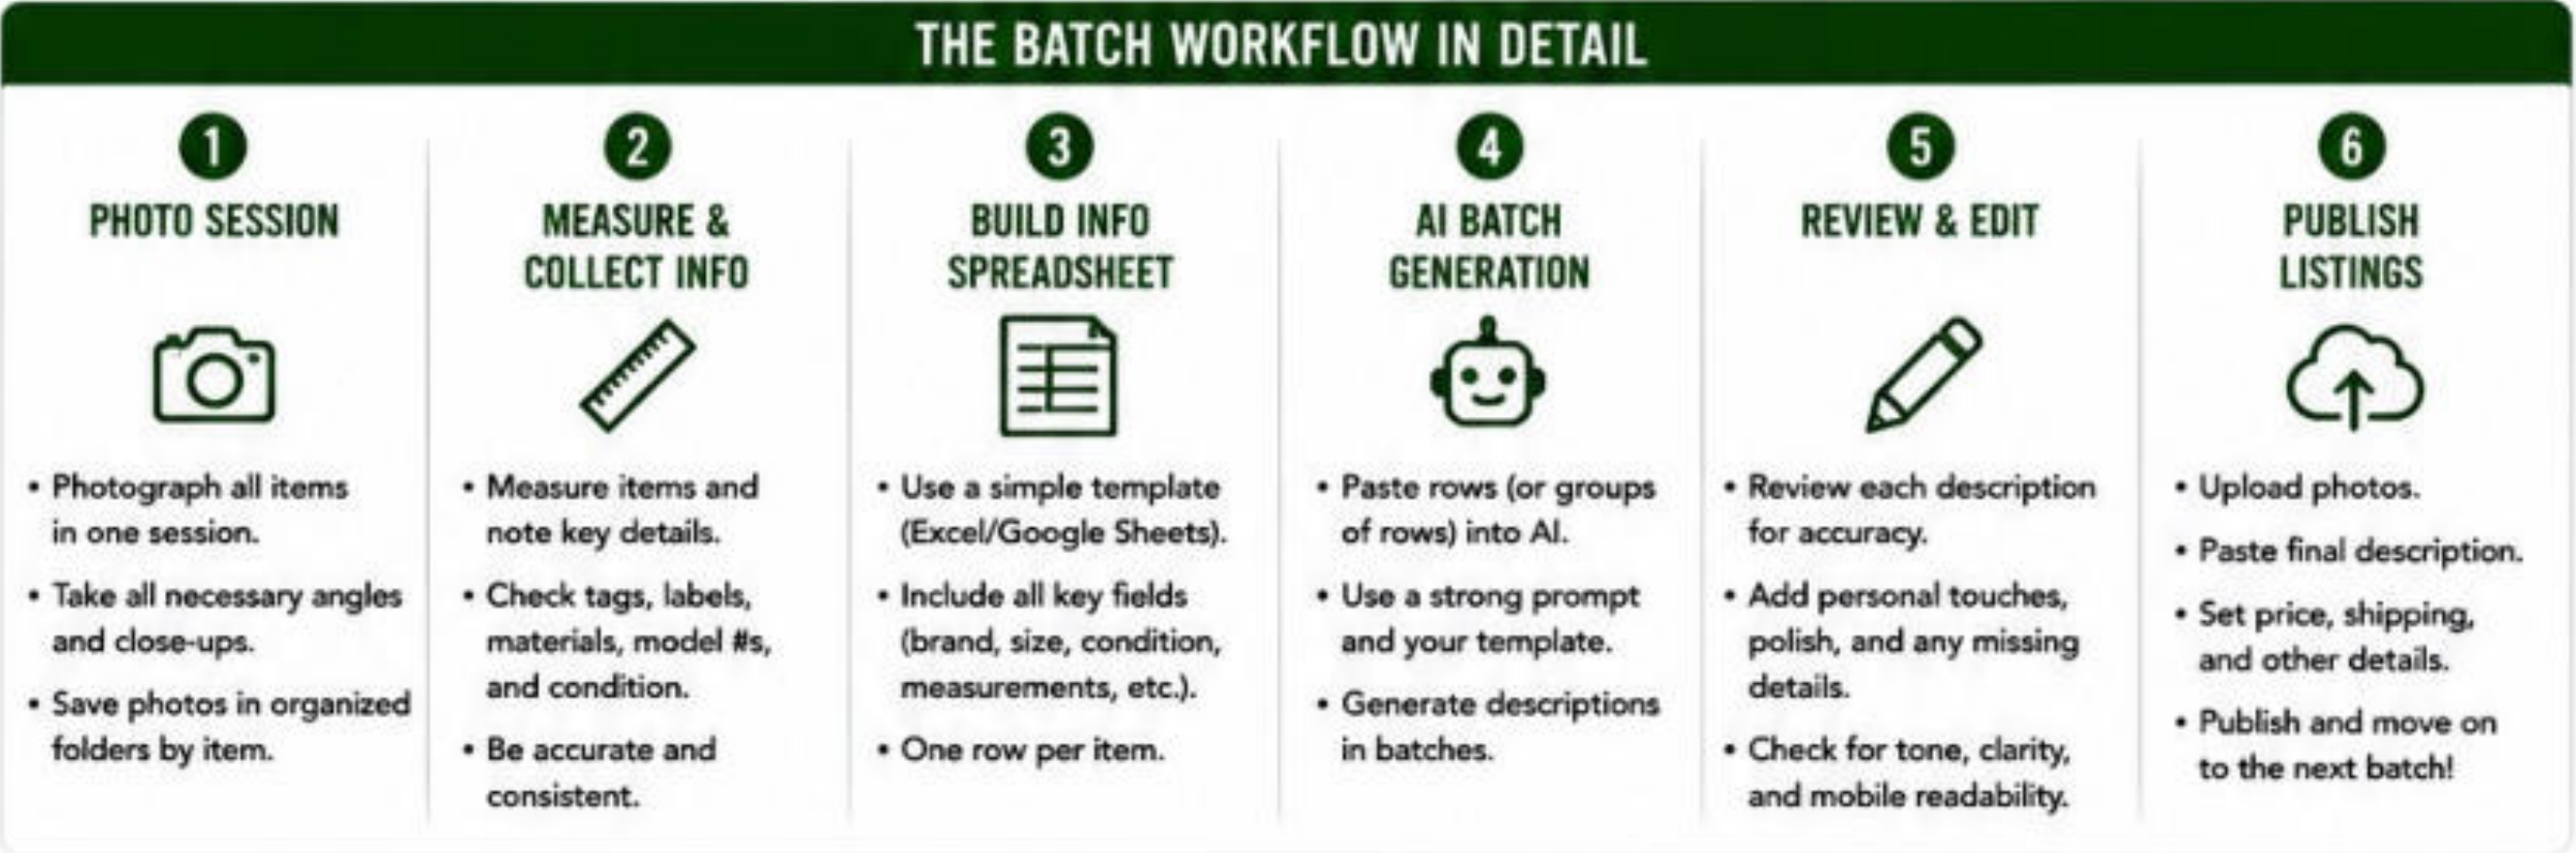 THE BATCH WORKFLOW IN DETAIL
1
PHOTO SESSION
• Photograph all items
in one session.
• Take all necessary angles
and close-ups.
• Save photos in organized
folders by item.
2
MEASURE &
COLLECT INFO
• Measure items and
note key details.
• Check tags, labels,
materials, model #s,
and condition.
• Be accurate and
consistent.
3
BUILD INFO
SPREADSHEET
• Use a simple template
(Excel/Google Sheets).
• Include all key fields
(brand, size, condition,
measurements, etc.).
• One row per item.
4
AI BATCH
GENERATION
• Paste rows (or groups
of rows) into AI.
• Use a strong prompt
and your template.
• Generate descriptions
in batches.
5
REVIEW & EDIT
• Review each description
for accuracy.
• Add personal touches,
polish, and any missing
details.
• Check for tone, clarity,
and mobile readability.
6
PUBLISH
LISTINGS
• Upload photos.
• Paste final description.
• Set price, shipping,
and other details.
• Publish and move on
to the next batch!